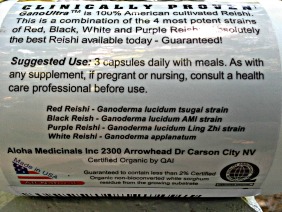 CLINICALLY PROVEN
GanoUltra™ is 100% American cultivated Reishi.
This is a combination of the 4 most potent strains
of Red, Black, White and Purple Reishi. Absolutely
the best Reishi available today - Guaranteed!
Suggested Use: 3 capsules daily with meals. As with
any supplement, if pregrant or nursing, consult a health
care professional before use.
Red Reishi - Ganoderma lucidum tsugai strain
Black Reish - Ganoderma lucidum AMI strain
Purple Reishi - Ganoderma lucidum Ling Zhi strain
White Reishi - Ganoderma applanatum
Aloha Medicinals Inc 2300 Arrowhead Dr Carson City NV
Certified Organic by QAI
Made in USA
Guaranteed to contain less than 2% Certified
Organic non-bioconverted white sorghum
residue from the growing substrate